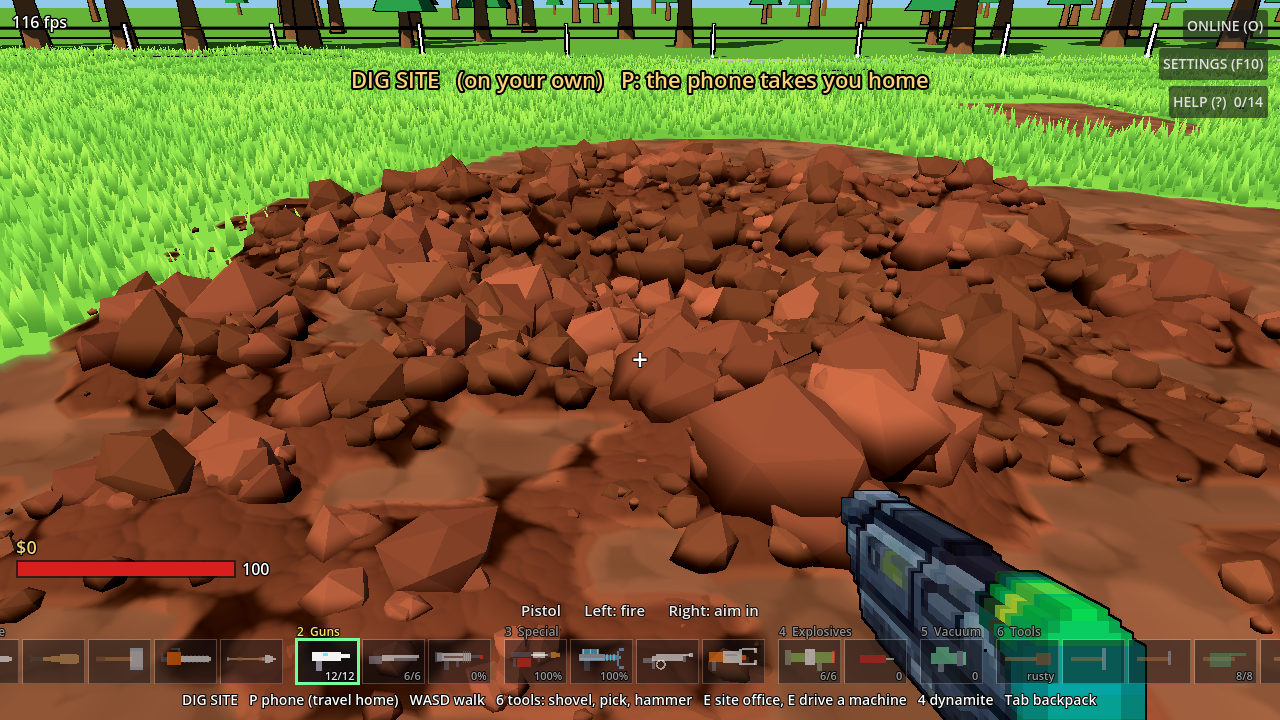 116 fps
ONLINE (O)
SETTINGS (F10)
DIG SITE (on your own) P: the phone takes you home
HELP (?) 0/14
$0
100
Pistol Left: fire Right: aim in
e 2 Guns 3 Special 4 Explosives 5 Vacuum 6 Tools
12/12 6/6 0% 100% 100% 6/6 0 0 rusty 8/8
DIG SITE P phone (travel home) WASD walk 6 tools: shovel, pick, hammer E site office, E drive a machine 4 dynamite Tab backpack